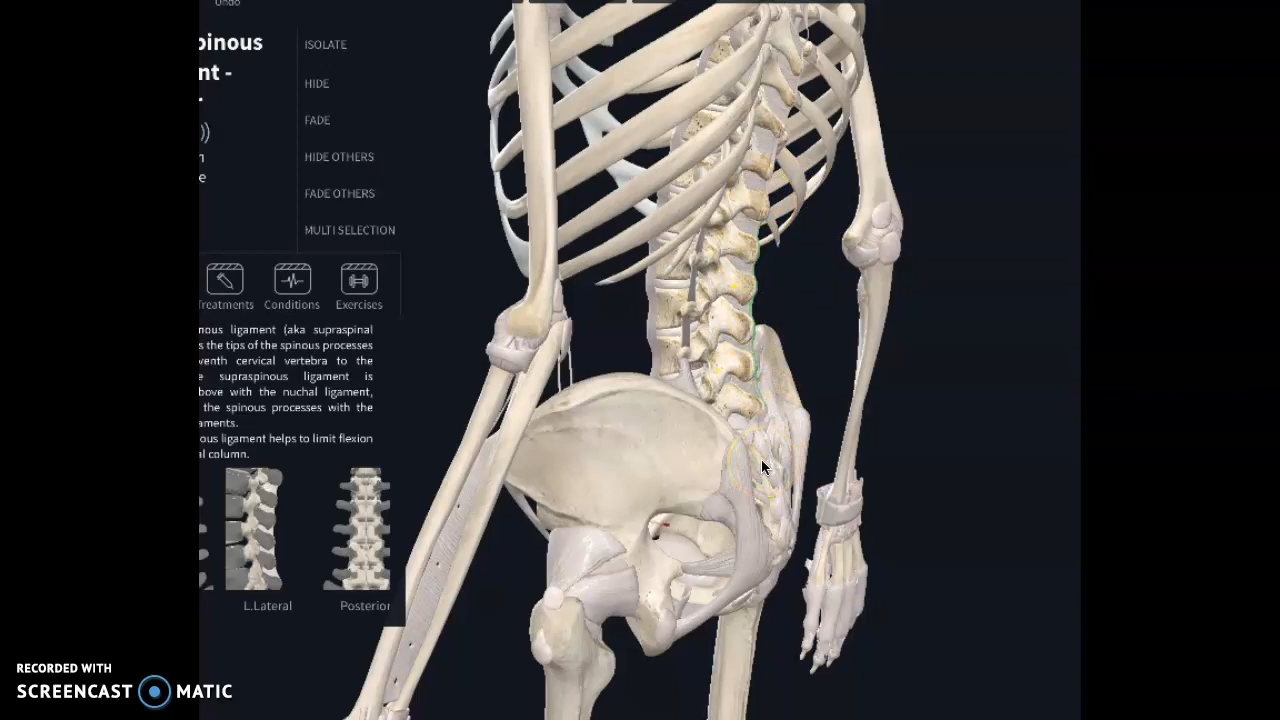 Undo
pinous
nt -
ISOLATE
HIDE
FADE
HIDE OTHERS
FADE OTHERS
MULTI SELECTION
Treatments Conditions Exercises
nous ligament (aka supraspinal
s the tips of the spinous processes
venth cervical vertebra to the
e supraspinous ligament is
bove with the nuchal ligament,
the spinous processes with the
aments.
ous ligament helps to limit flexion
al column.
L.Lateral Posterior
RECORDED WITH
SCREENCAST MATIC